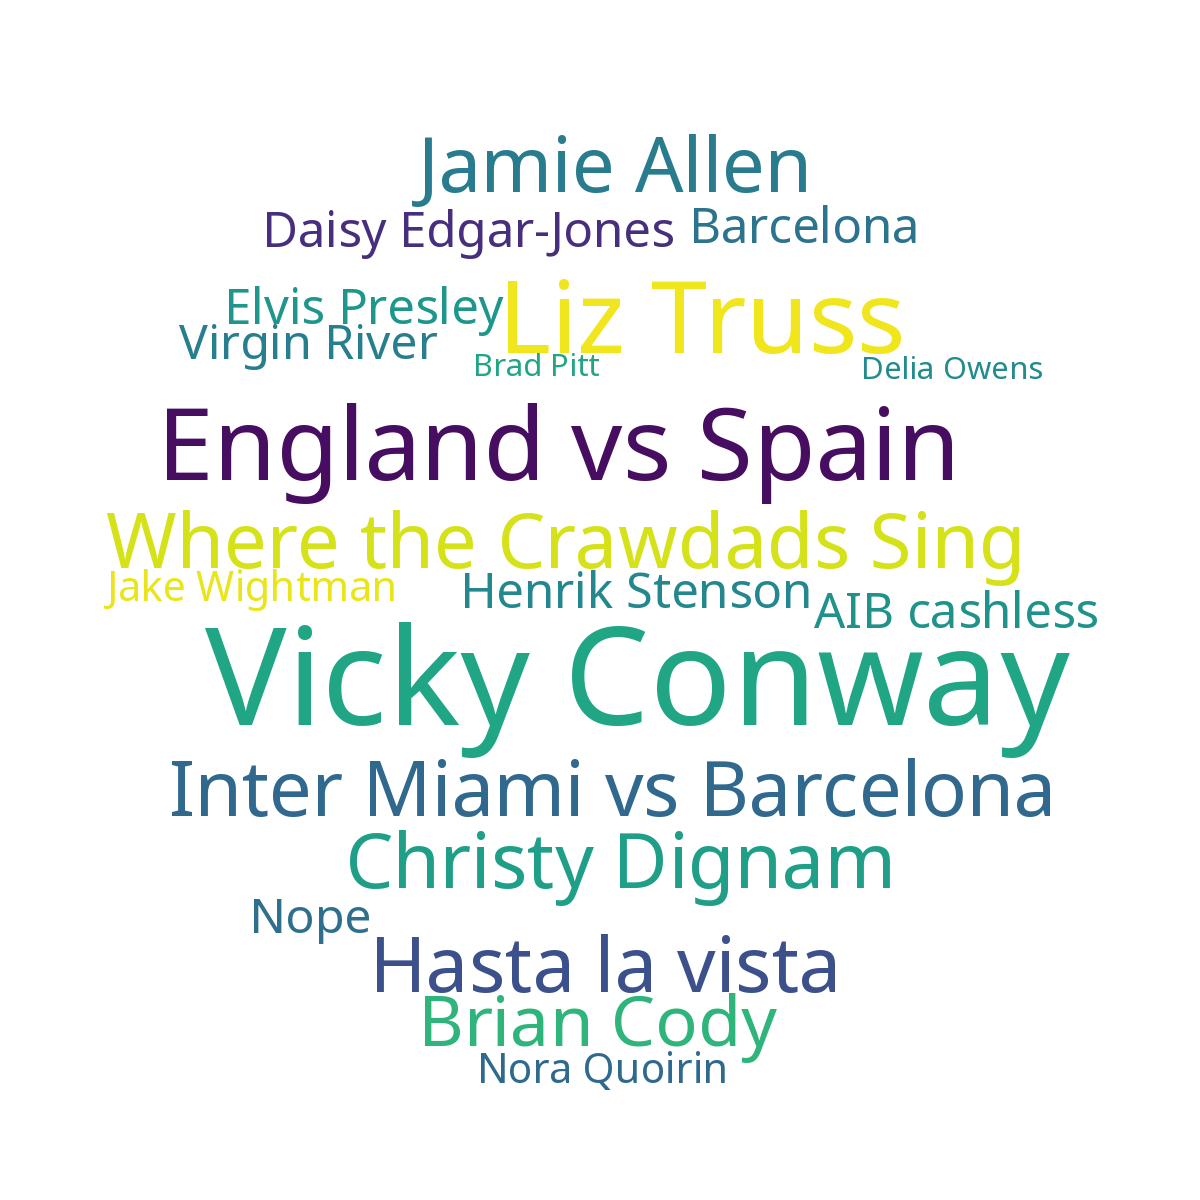 Jamie Allen
Daisy Edgar-Jones
Barcelona
Elvis Presley
Liz Truss
Virgin River
Brad Pitt
Delia Owens
England vs Spain
Where the Crawdads Sing
Jake Wightman
Henrik Stenson
AIB cashless
Vicky Conway
Inter Miami vs Barcelona
Christy Dignam
Nope
Hasta la vista
Brian Cody
Nora Quoirin